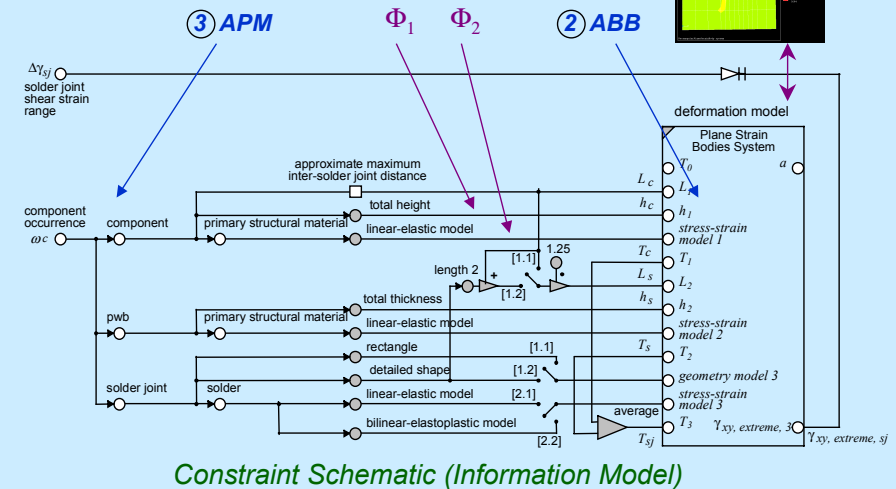 ③ APM
Φ1
Φ2
② ABB
Δγsj
solder joint
shear strain
range
deformation model
Plane Strain
Bodies System
T0
a
approximate maximum
inter-solder joint distance
Lc
L1
total height
hc
h1
component
occurrence
ωc
component
primary structural material
linear-elastic model
stress-strain
model 1
Tc
T1
[1.1]
1.25
length 2
+
[1.2]
Ls
L2
total thickness
hs
h2
pwb
primary structural material
linear-elastic model
stress-strain
model 2
rectangle
[1.1]
Ts
T2
detailed shape
[1.2]
geometry model 3
solder joint
solder
linear-elastic model
[2.1]
stress-strain
model 3
bilinear-elastoplastic model
[2.2]
average
Tsj
T3
γxy, extreme, 3
γxy, extreme, sj
Constraint Schematic (Information Model)